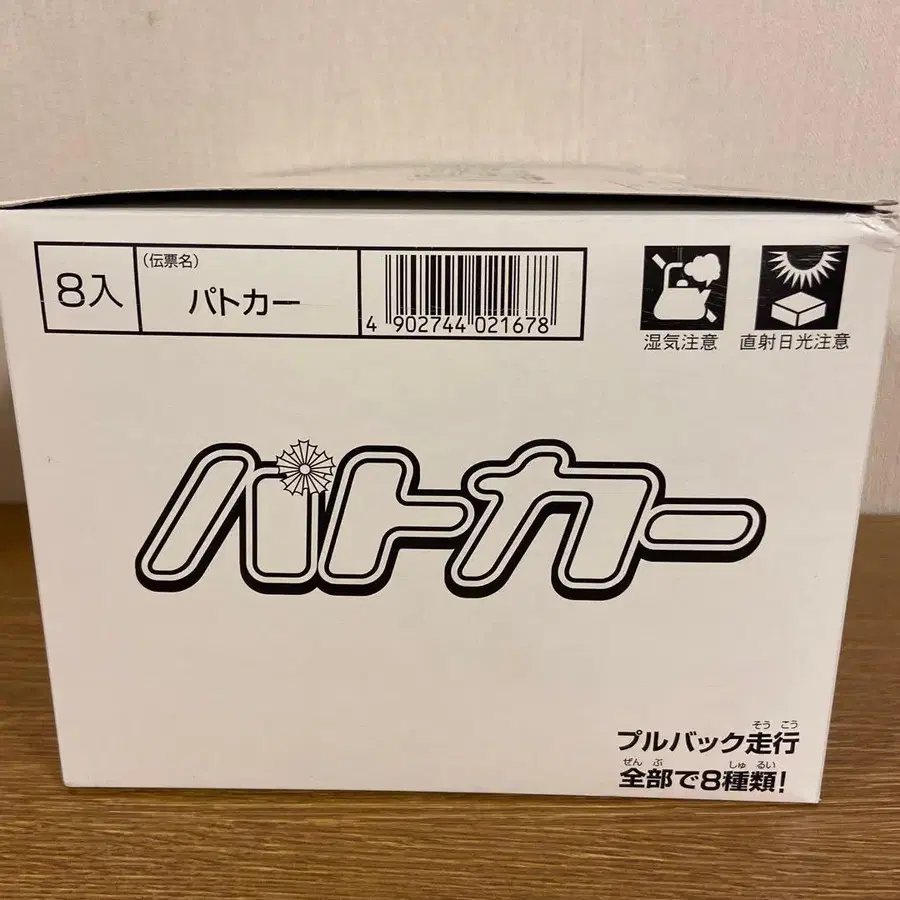 8入
(伝票名)
パトカー
4 902744 021678
湿気注意
直射日光注意
パトカー
そう こう
プルバック走行
ぜん ぶ しゅ るい
全部で8種類!